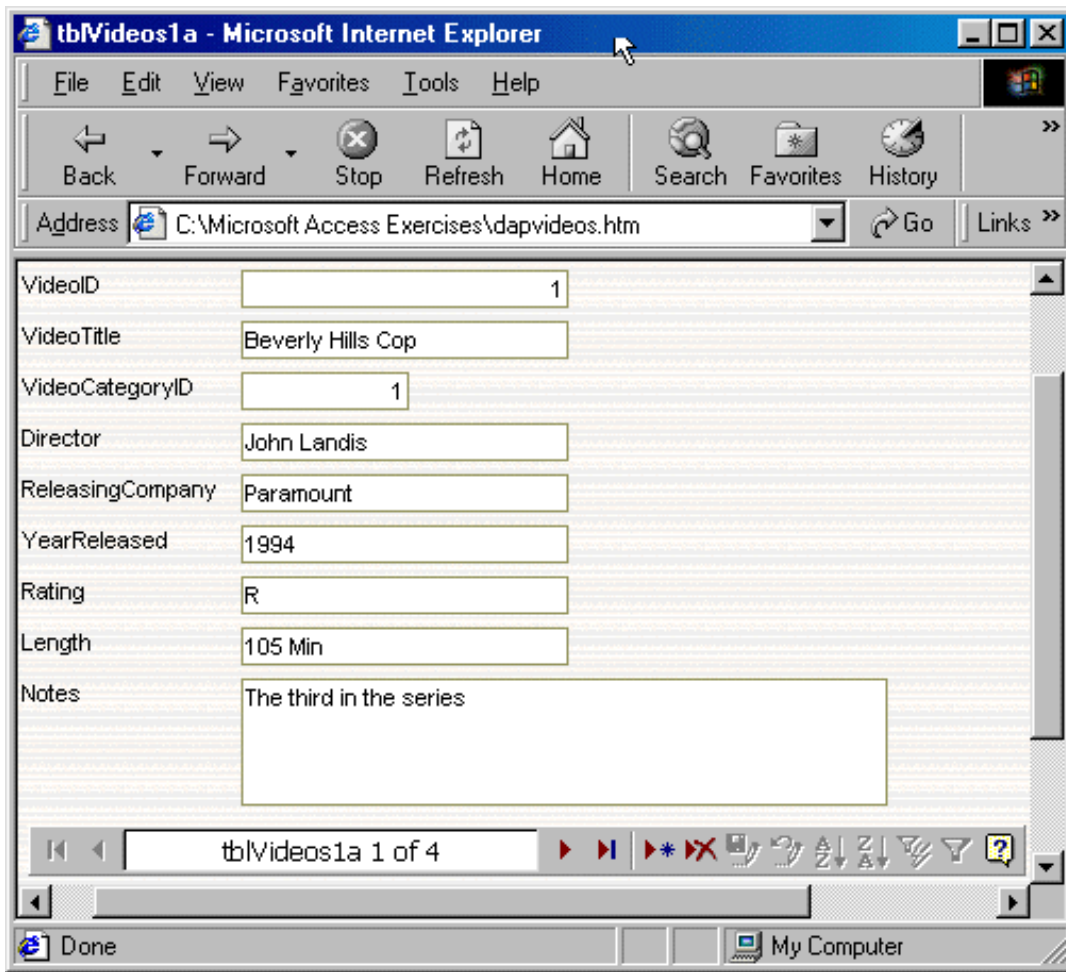 tblVideos1a - Microsoft Internet Explorer
File Edit View Favorites Tools Help
Back Forward Stop Refresh Home Search Favorites History »
Address C:\Microsoft Access Exercises\dapvideos.htm Go Links »
VideoID 1
VideoTitle Beverly Hills Cop
VideoCategoryID 1
Director John Landis
ReleasingCompany Paramount
YearReleased 1994
Rating R
Length 105 Min
Notes The third in the series
tblVideos1a 1 of 4
Done My Computer